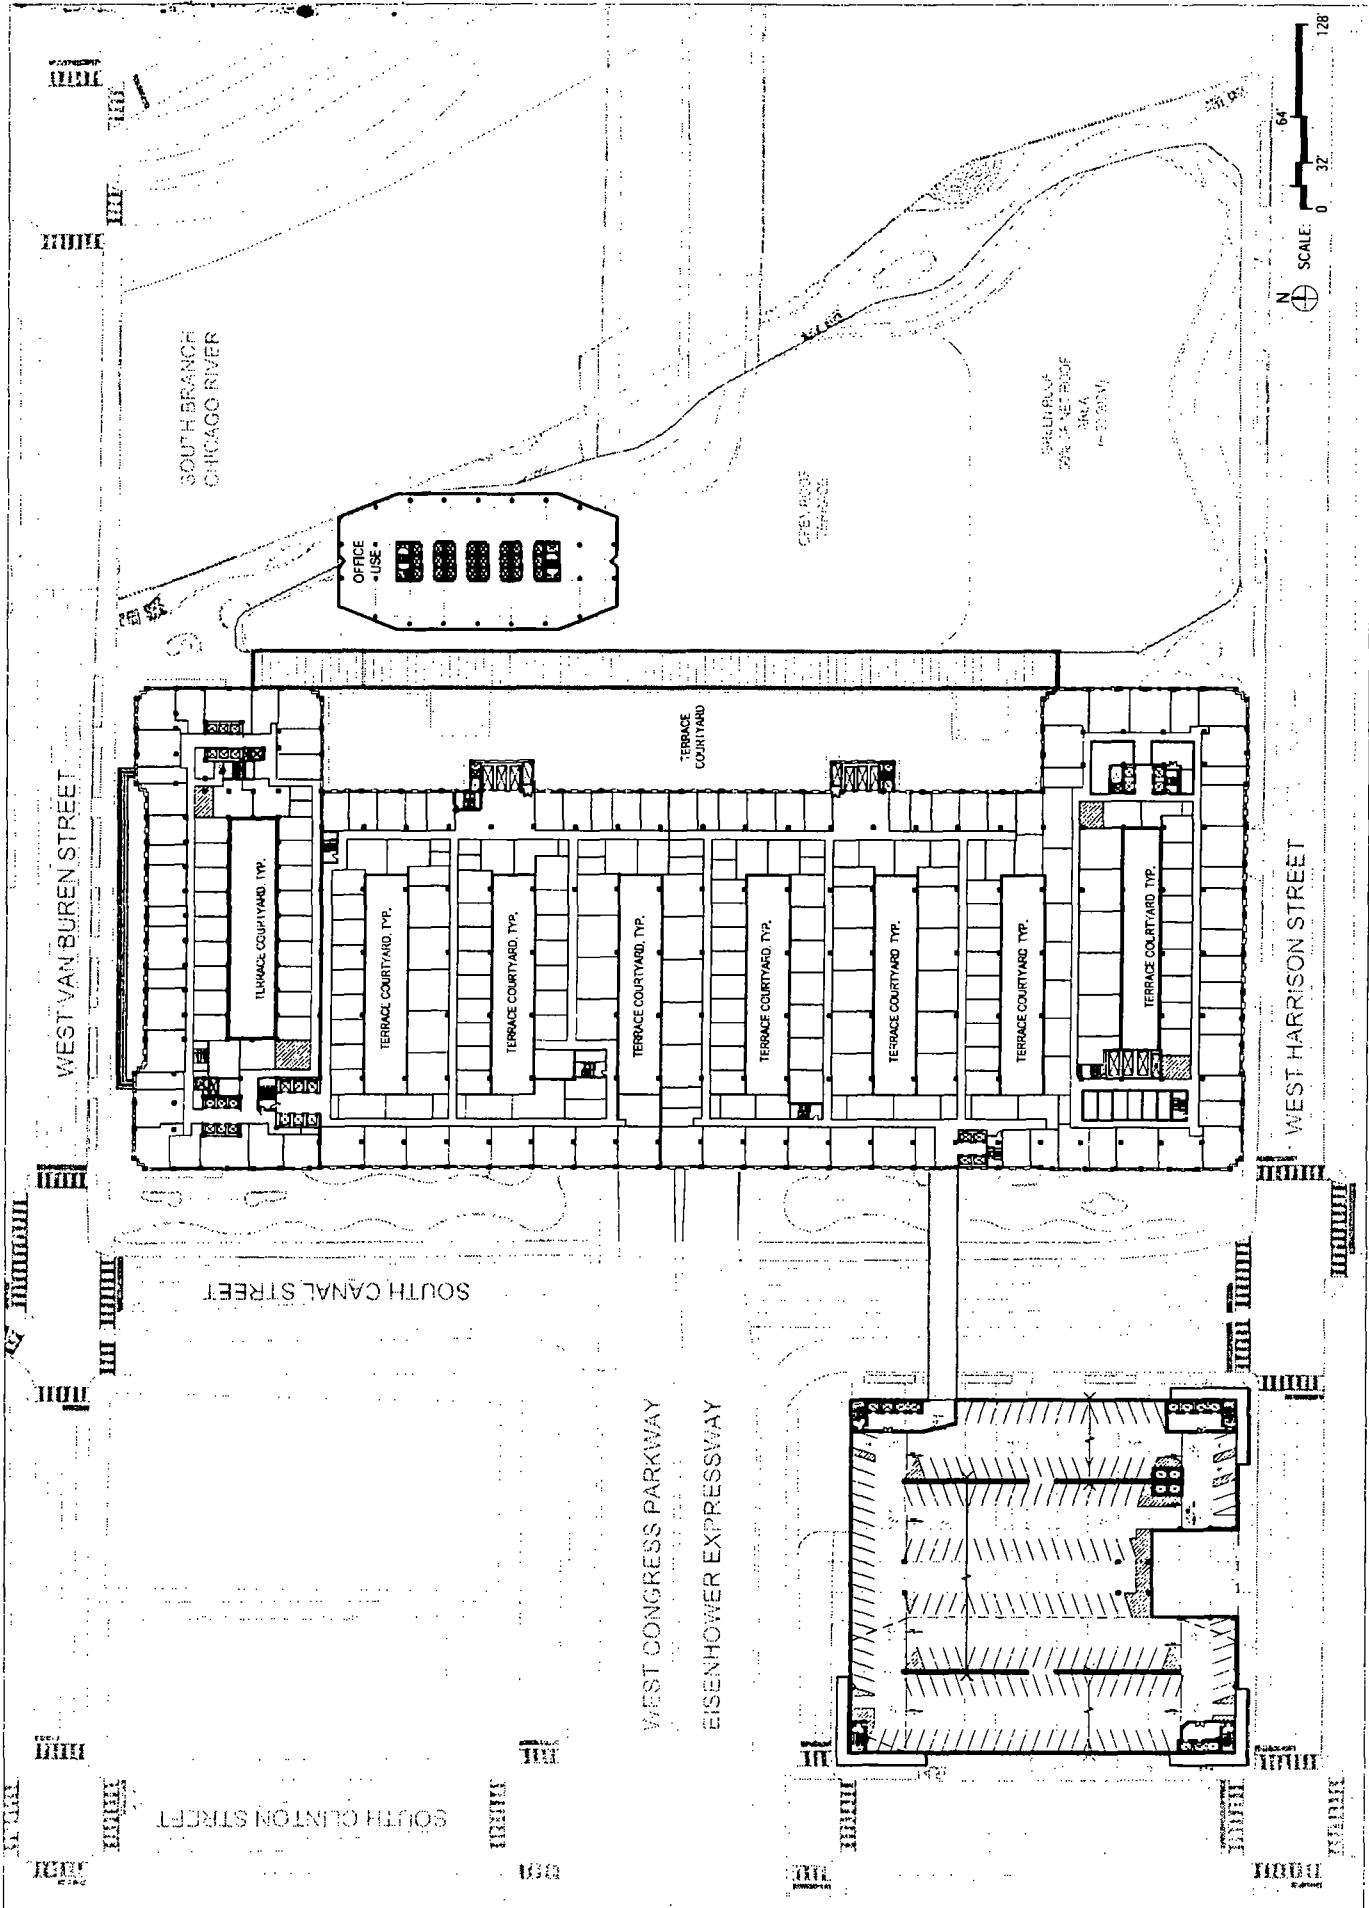 WEST VAN BUREN STREET
SOUTH BRANCH
CHICAGO RIVER
OFFICE
USE
TERRACE
COURTYARD
TERRACE COURTYARD, TYP.
TERRACE COURTYARD, TYP.
TERRACE COURTYARD, TYP.
TERRACE COURTYARD, TYP.
TERRACE COURTYARD, TYP.
TERRACE COURTYARD, TYP.
TERRACE COURTYARD, TYP.
TERRACE COURTYARD, TYP.
WEST HARRISON STREET
SOUTH CANAL STREET
WEST CONGRESS PARKWAY
EISENHOWER EXPRESSWAY
SOUTH CLINTON STREET
N
SCALE:
0
32'
64'
128'